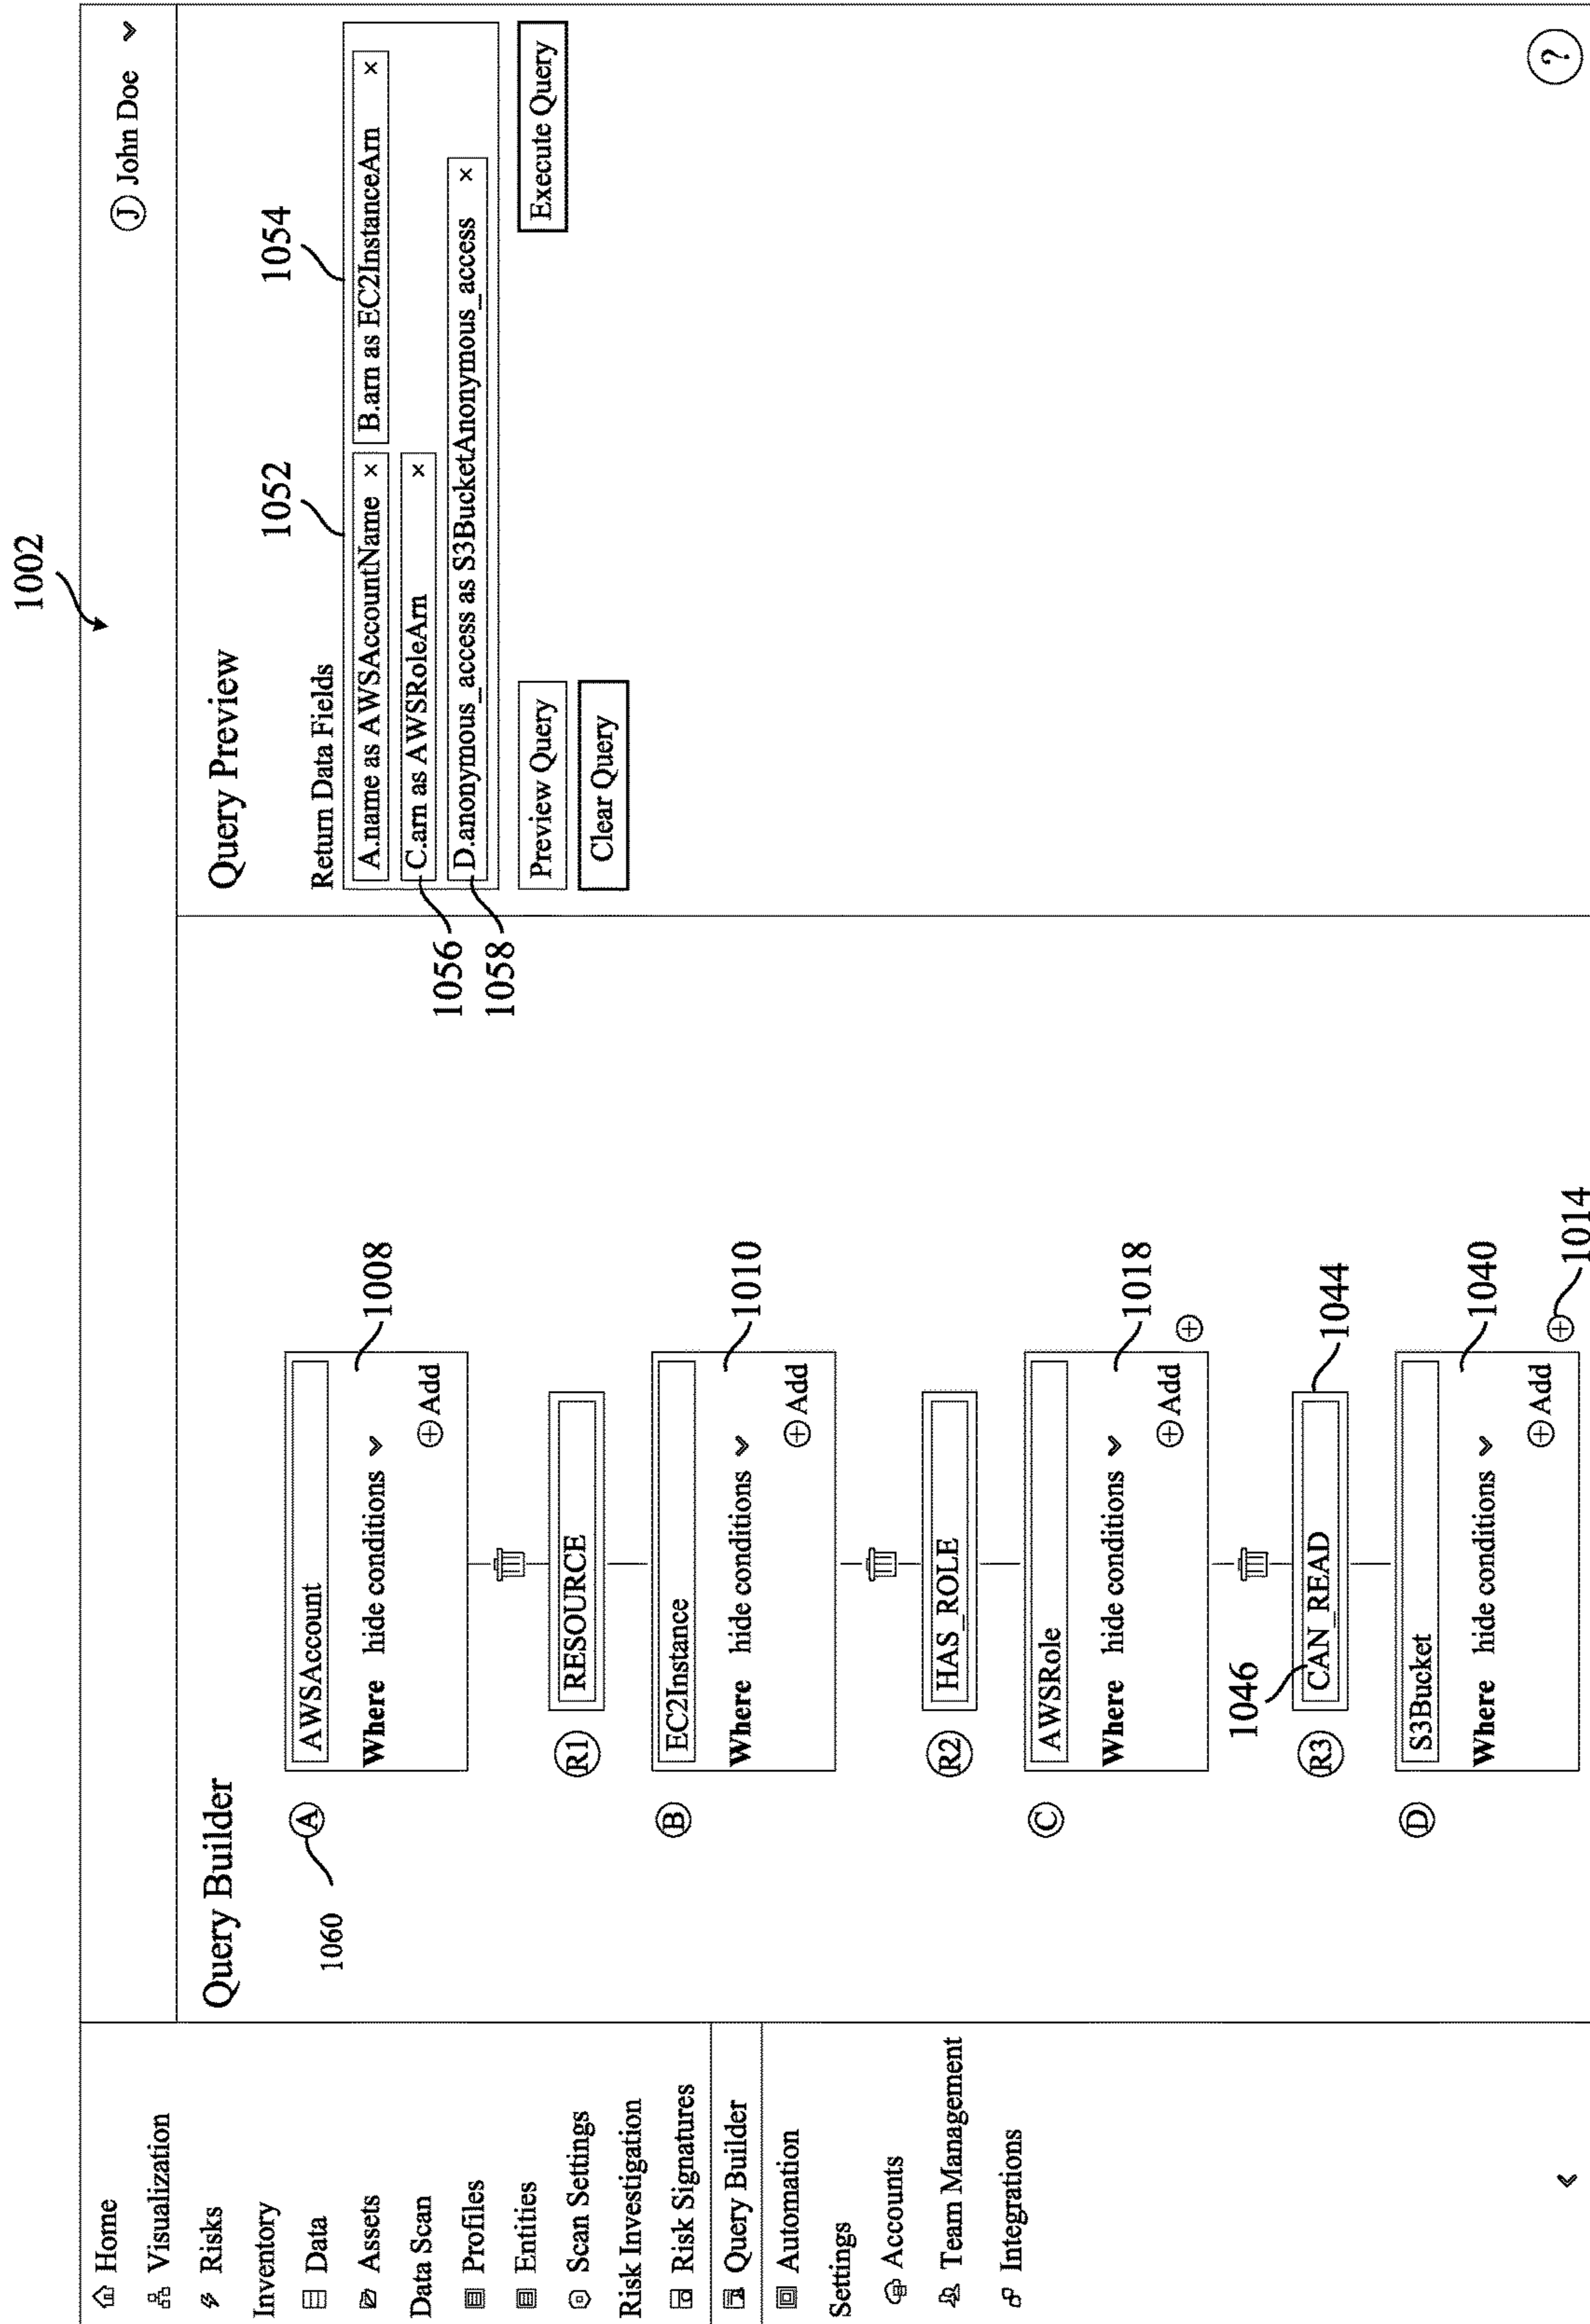 1002
J John Doe
Home
Visualization
Risks
Inventory
Data
Assets
Data Scan
Profiles
Entities
Scan Settings
Risk Investigation
Risk Signatures
Query Builder
Automation
Settings
Accounts
Team Management
Integrations
Query Builder
1060
A
AWSAccount
Where hide conditions
Add
1008
R1
RESOURCE
B
EC2Instance
Where hide conditions
Add
1010
R2
HAS_ROLE
C
AWSRole
Where hide conditions
Add
1018
1046
R3
CAN_READ
1044
D
S3Bucket
Where hide conditions
Add
1040
1014
Query Preview
Return Data Fields
1052
1054
A.name as AWSAccountName ×
B.arn as EC2InstanceArn ×
1056
C.arn as AWSRoleArn ×
1058
D.anonymous_access as S3BucketAnonymous_access ×
Preview Query
Execute Query
Clear Query
?